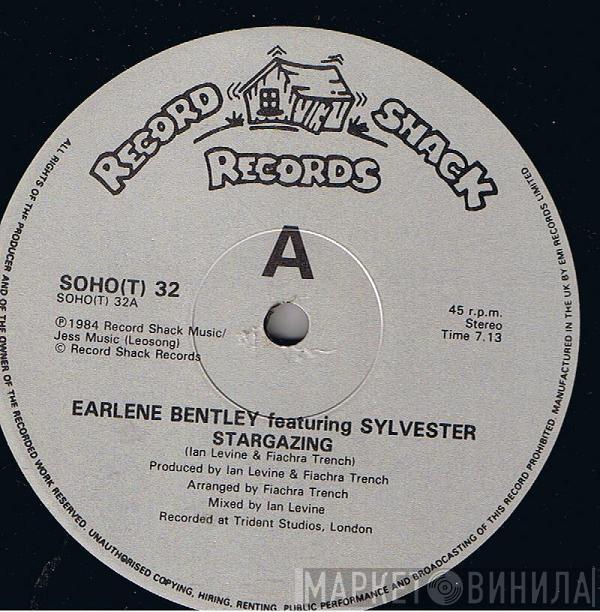 RECORD SHACK
RECORDS
A
SOHO(T) 32
SOHO(T) 32A
℗1984 Record Shack Music/
Jess Music (Leosong)
© Record Shack Records
45 r.p.m.
Stereo
Time 7.13
EARLENE BENTLEY featuring SYLVESTER
STARGAZING
(Ian Levine & Fiachra Trench)
Produced by Ian Levine & Fiachra Trench
Arranged by Fiachra Trench
Mixed by Ian Levine
Recorded at Trident Studios, London
ALL RIGHTS OF THE PRODUCER AND OF THE OWNER OF THE RECORDED WORK RESERVED. UNAUTHORISED COPYING, HIRING, RENTING, PUBLIC PERFORMANCE AND BROADCASTING OF THIS RECORD PROHIBITED. MANUFACTURED IN THE UK BY EMI RECORDS LIMITED.
МАРКЕТ ВИНИЛА